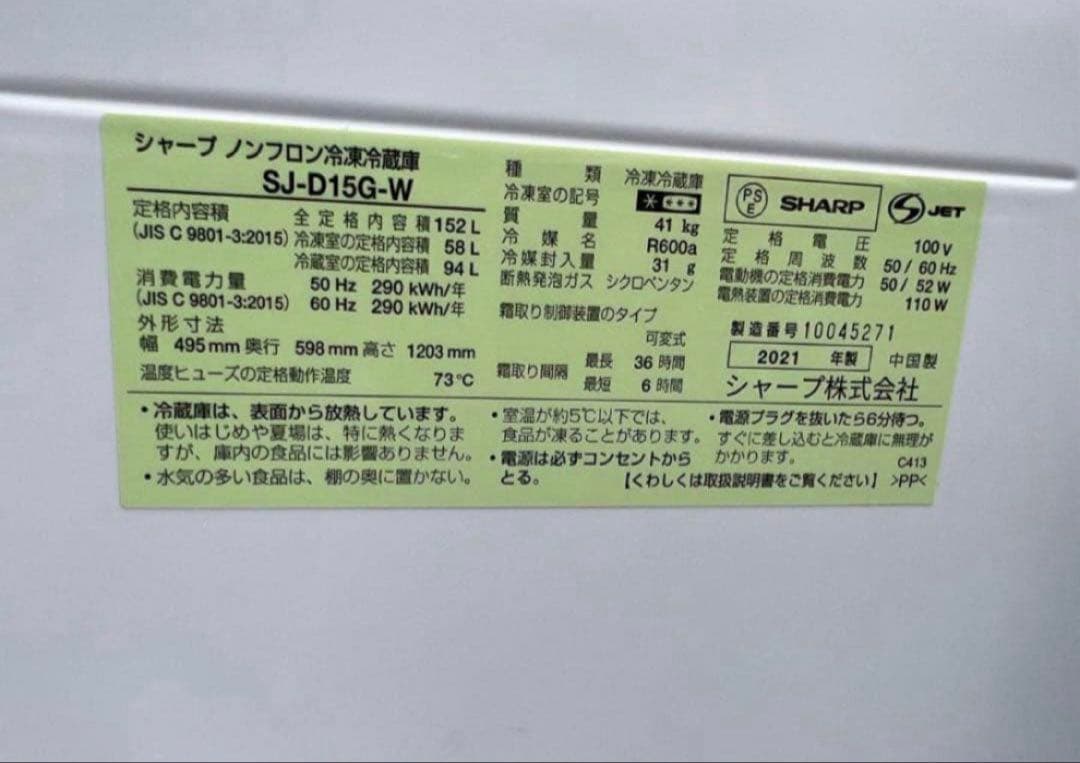 シャープ ノンフロン冷凍冷蔵庫
SJ-D15G-W
定格内容積
(JIS C 9801-3:2015)
全定格内容積 152 L
冷凍室の定格内容積 58 L
冷蔵室の定格内容積 94 L
消費電力量
(JIS C 9801-3:2015)
50 Hz 290 kWh/年
60 Hz 290 kWh/年
外形寸法
幅 495mm 奥行 598mm 高さ 1203mm
温度ヒューズの定格動作温度 73℃
種類 冷凍冷蔵庫
冷凍室の記号
質量 41 kg
冷媒名 R600a
冷媒封入量 31 g
断熱発泡ガス シクロペンタン
霜取り制御装置のタイプ
可変式
霜取り間隔
最長 36 時間
最短 6 時間
PSE SHARP S JET
定格電圧 100V
定格周波数 50/60Hz
電動機の定格消費電力 50/52W
電熱装置の定格消費電力 110W
製造番号 10045271
2021 年製 中国製
シャープ株式会社
・冷蔵庫は、表面から放熱しています。
使いはじめや夏場は、特に熱くなりま
すが、庫内の食品には影響ありません。
・水気の多い食品は、棚の奥に置かない。
・室温が約5℃以下では、
食品が凍ることがあります。
・電源は必ずコンセントから
とる。
・電源プラグを抜いたら6分待つ。
すぐに差し込むと冷蔵庫に無理が
かかります。
C413
【くわしくは取扱説明書をご覧ください】 >PP<